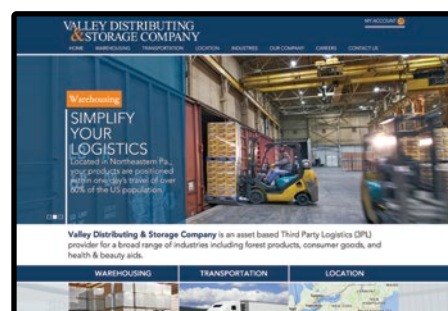 VALLEY DISTRIBUTING
& STORAGE COMPANY
MY ACCOUNT
HOME WAREHOUSING TRANSPORTATION LOCATION INDUSTRIES OUR COMPANY CAREERS CONTACT US
Warehousing
SIMPLIFY
YOUR
LOGISTICS
Located in Northeastern Pa.,
your products are positioned
within one day's travel of over
60% of the US population.
Valley Distributing & Storage Company is an asset based Third Party Logistics (3PL)
provider for a broad range of industries including forest products, consumer goods, and
health & beauty aids.
WAREHOUSING TRANSPORTATION LOCATION